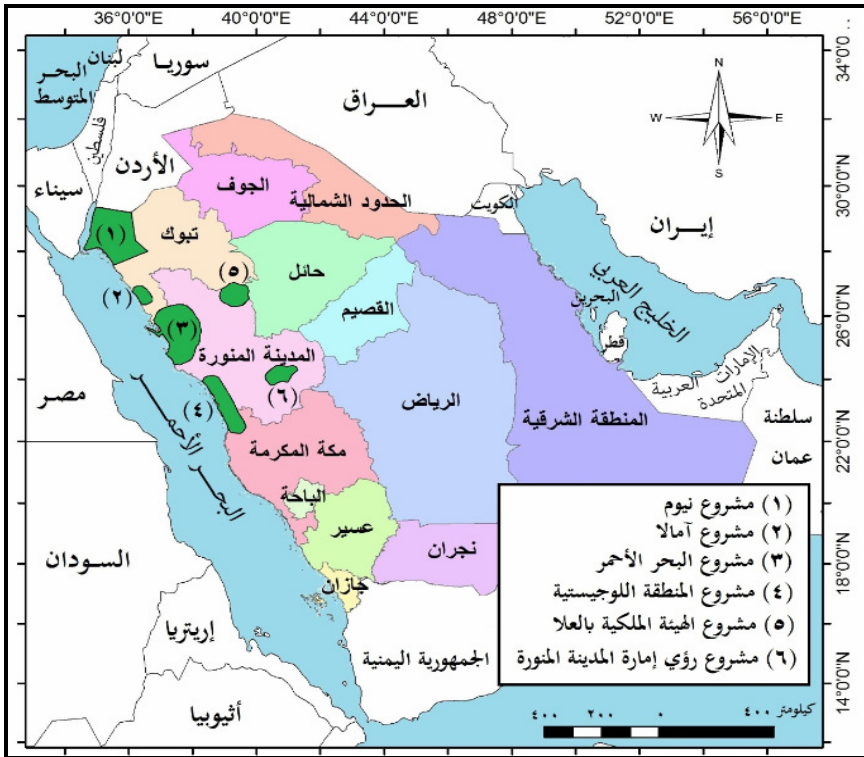 36°0'0"E
40°0'0"E
44°0'0"E
48°0'0"E
52°0'0"E
56°0'0"E
34°0'0
30°0'0"N
26°0'0"N
22°0'0"N
18°0'0"N
14°0'0"N
N
W
E
S
البحر المتوسط
لبنان
سوريا
العراق
فلسطين
الأردن
سيناء
الكويت
إيران
الجوف
الحدود الشمالية
تبوك
حائل
القصيم
المدينة المنورة
الرياض
المنطقة الشرقية
مكة المكرمة
الباحة
عسير
نجران
جازان
(١)
(٢)
(٣)
(٤)
(٥)
(٦)
الخليج العربي
البحرين
قطر
الإمارات العربية المتحدة
سلطنة عمان
مصر
البحر الأحمر
السودان
إريتريا
أثيوبيا
الجمهورية اليمنية
(١) مشروع نيوم
(٢) مشروع آمالا
(٣) مشروع البحر الأحمر
(٤) مشروع المنطقة اللوجيستية
(٥) مشروع الهيئة الملكية بالعلا
(٦) مشروع رؤي إمارة المدينة المنورة
٤٠٠ ٢٠٠ ٠ ٤٠٠ كيلومتر